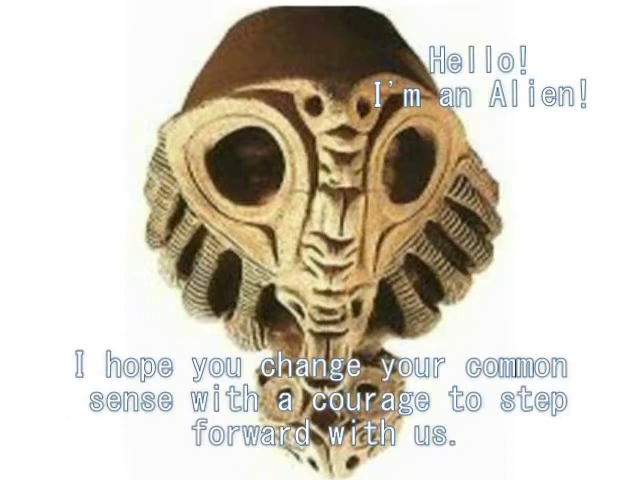 Hello!
I'm an Alien!
I hope you change your common
sense with a courage to step
forward with us.